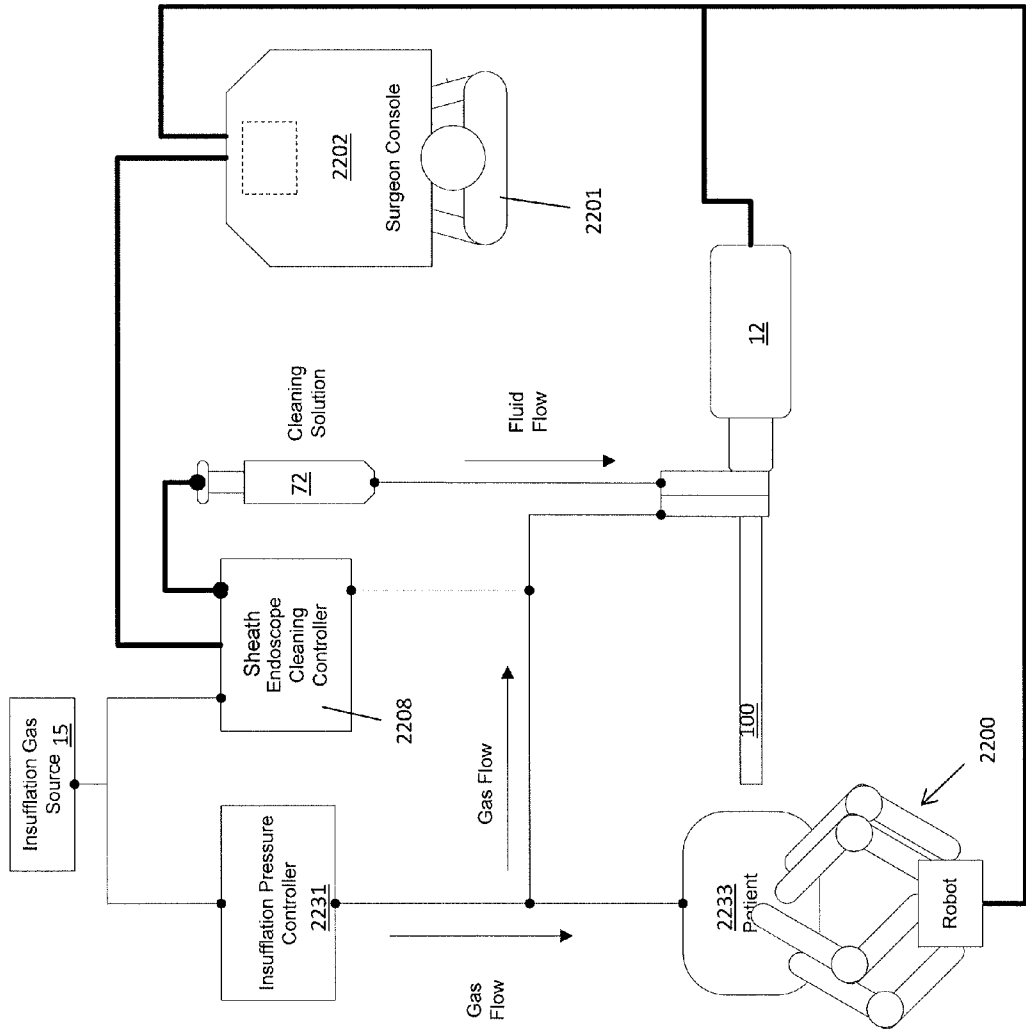 Insufflation Gas
Source 15
Insufflation Pressure
Controller
2231
Sheath
Endoscope
Cleaning
Controller
2208
72
Cleaning
Solution
2202
Surgeon Console
2201
Gas Flow
Gas
Flow
Fluid
Flow
12
100
2233
Patient
2200
Robot